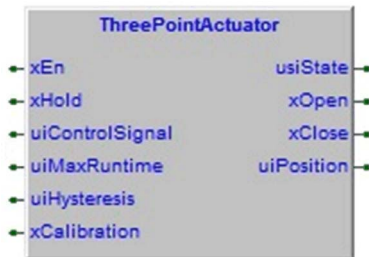 ThreePointActuator
xEn usiState
xHold xOpen
uiControlSignal xClose
uiMaxRuntime uiPosition
uiHysteresis
xCalibration